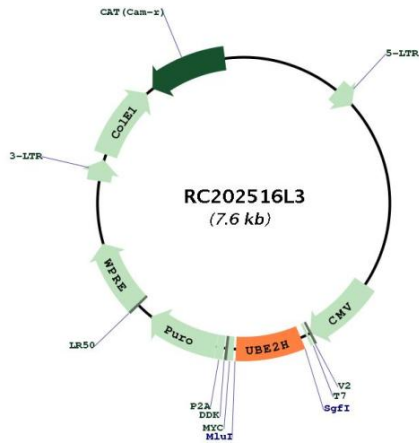 CAT(Cam-r)
5-LTR
ColE1
3-LTR
RC202516L3
(7.6 kb)
WPRE
CMV
LR50
Puro
UBE2H
V2
T7
SgfI
P2A
DDK
MYC
MluI